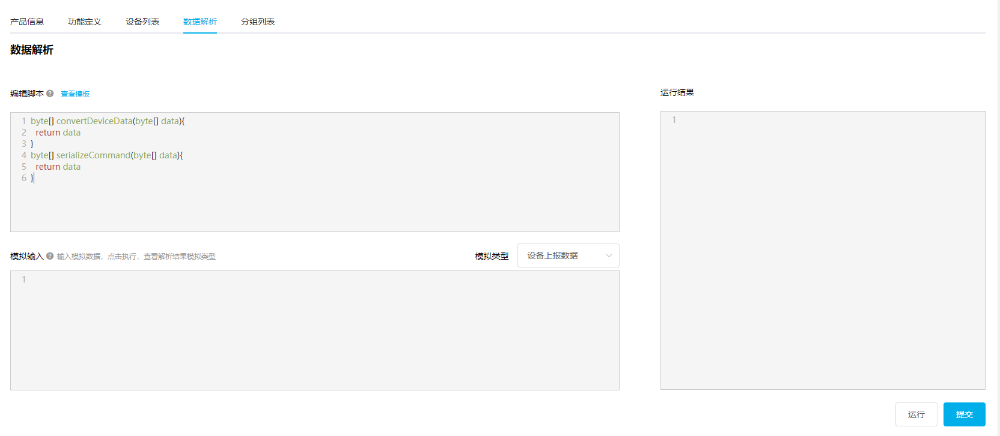 产品信息 功能定义 设备列表 数据解析 分组列表
数据解析
编辑脚本 ? 查看模板
1 byte[] convertDeviceData(byte[] data){
2 return data
3 }
4 byte[] serializeCommand(byte[] data){
5 return data
6 }
模拟输入 ? 输入模拟数据，点击执行，查看解析结果模拟类型 模拟类型 设备上报数据
1
运行结果
1
运行 提交